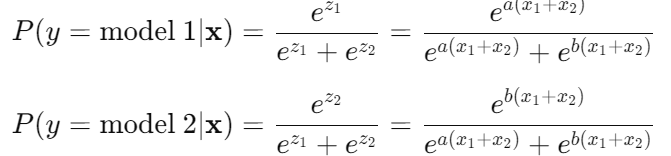 P(y = model 1|𝐱) = e^{z_1} / (e^{z_1} + e^{z_2}) = e^{a(x_1+x_2)} / (e^{a(x_1+x_2)} + e^{b(x_1+x_2)})
P(y = model 2|𝐱) = e^{z_2} / (e^{z_1} + e^{z_2}) = e^{b(x_1+x_2)} / (e^{a(x_1+x_2)} + e^{b(x_1+x_2)})